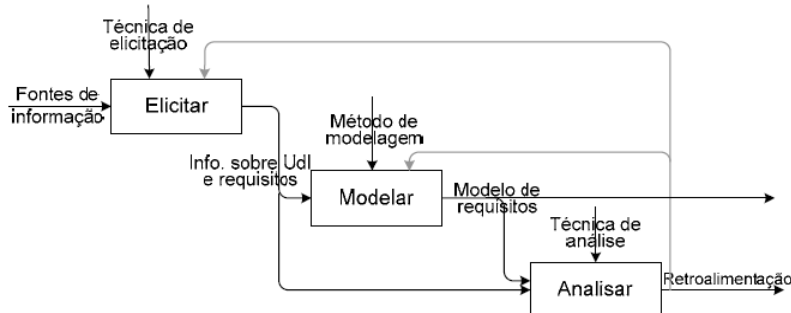 Técnica de
elicitação
Fontes de
informação
Elicitar
Método de
modelagem
Info. sobre UdI
e requisitos
Modelar
Modelo de
requisitos
Técnica de
análise
Analisar
Retroalimentação